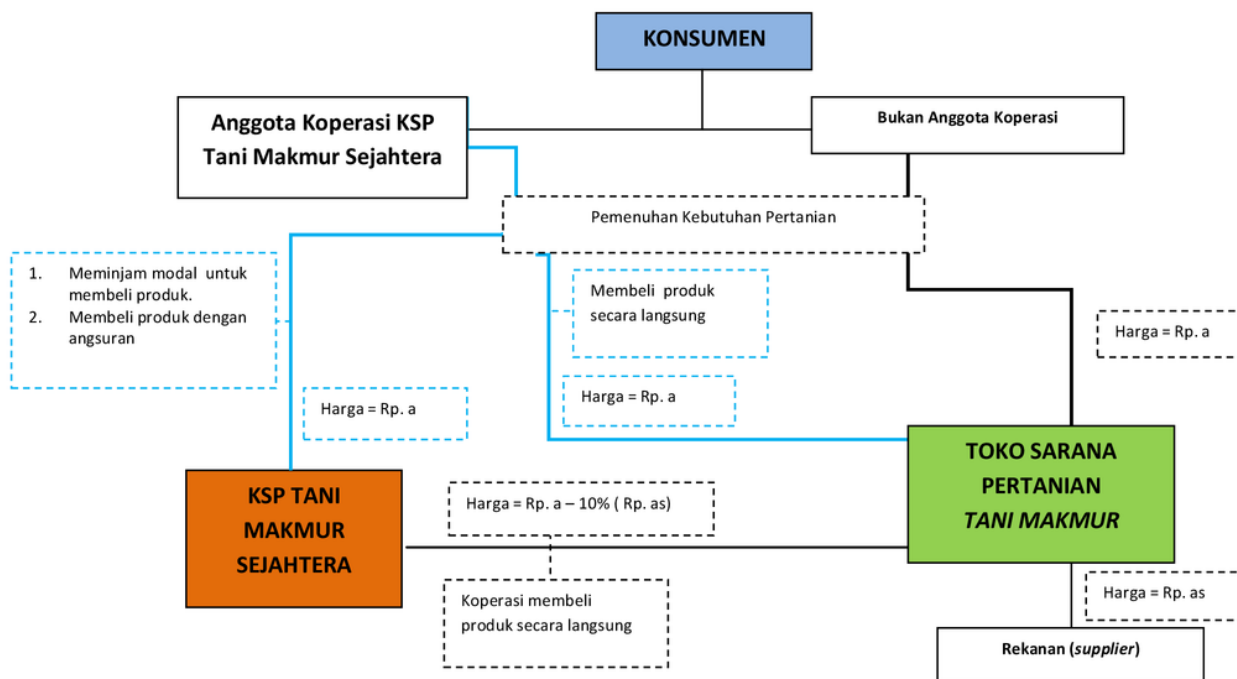 KONSUMEN
Anggota Koperasi KSP
Tani Makmur Sejahtera
Bukan Anggota Koperasi
Pemenuhan Kebutuhan Pertanian
1. Meminjam modal untuk
membeli produk.
2. Membeli produk dengan
angsuran
Membeli produk
secara langsung
Harga = Rp. a
Harga = Rp. a
Harga = Rp. a
KSP TANI
MAKMUR
SEJAHTERA
Harga = Rp. a – 10% ( Rp. as)
TOKO SARANA
PERTANIAN
TANI MAKMUR
Koperasi membeli
produk secara langsung
Harga = Rp. as
Rekanan (supplier)